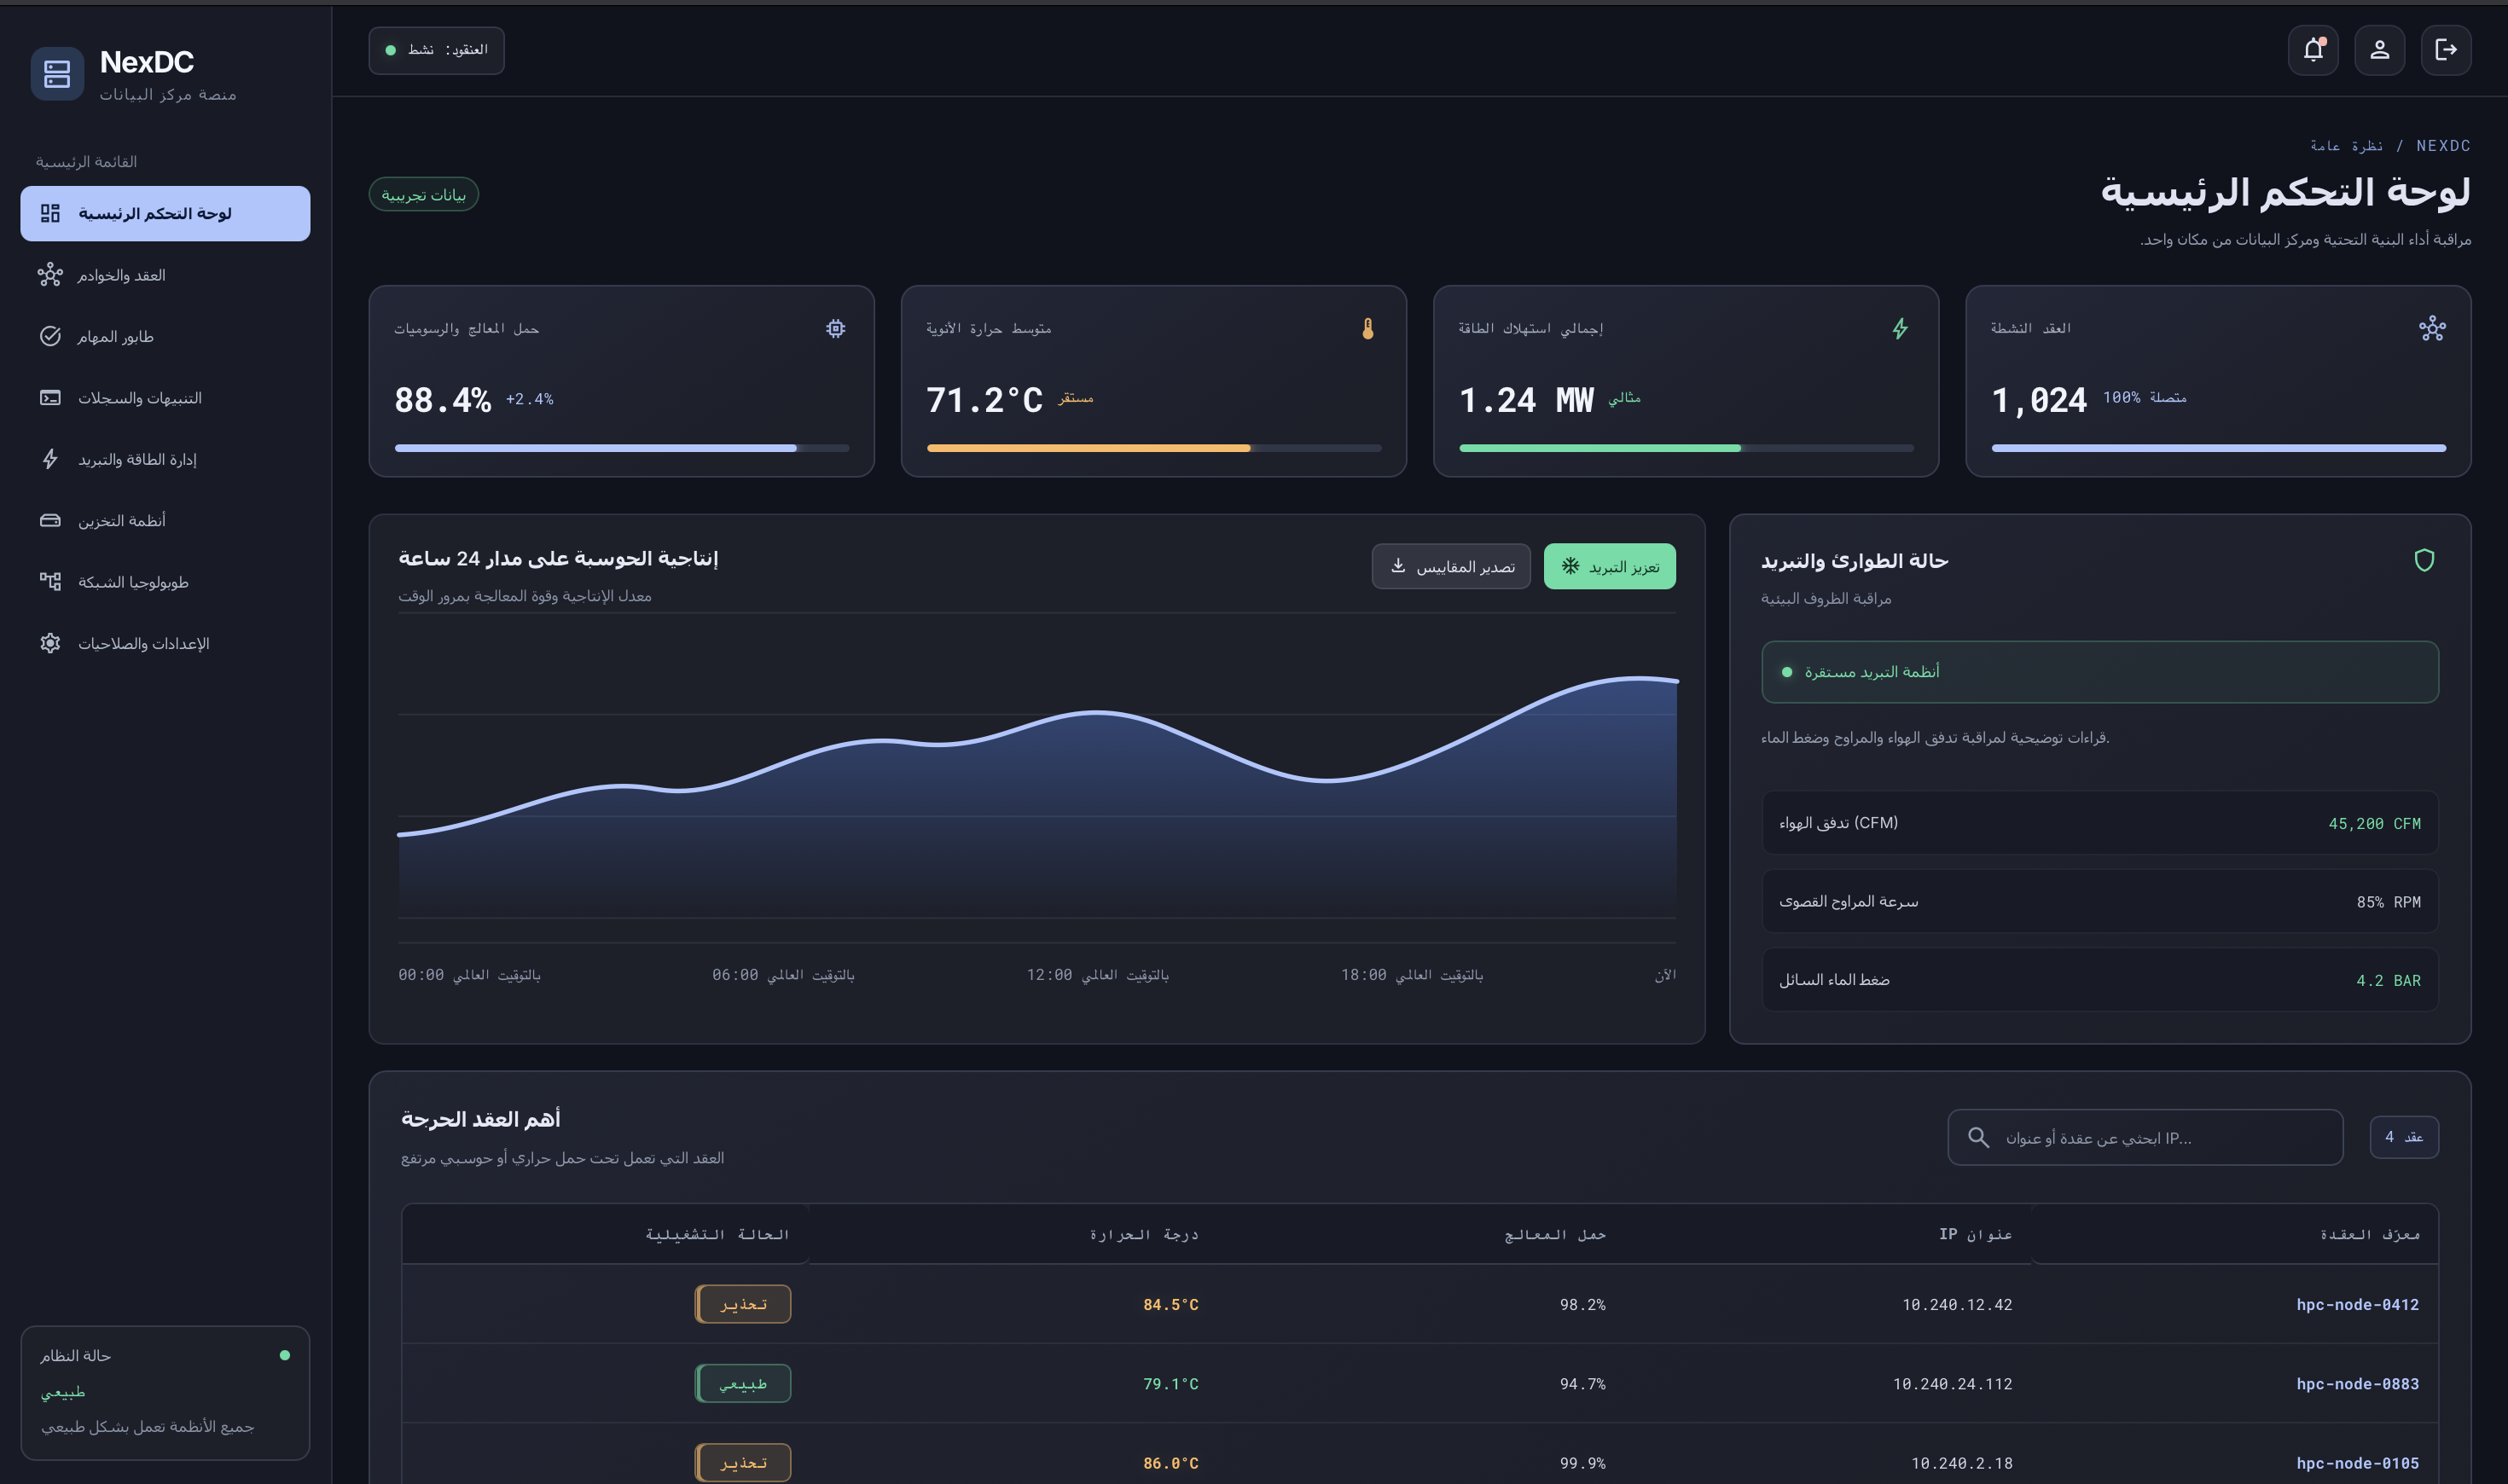 NexDC
منصة مركز البيانات
القائمة الرئيسية
لوحة التحكم الرئيسية
العقد والخوادم
طابور المهام
التنبيهات والسجلات
إدارة الطاقة والتبريد
أنظمة التخزين
طوبولوجيا الشبكة
الإعدادات والصلاحيات
حالة النظام
طبيعي
جميع الأنظمة تعمل بشكل طبيعي
العنقود: نشط
NEXDC / نظرة عامة
لوحة التحكم الرئيسية
مراقبة أداء البنية التحتية ومركز البيانات من مكان واحد.
بيانات تجريبية
العقد النشطة
1,024 متصلة 100%
إجمالي استهلاك الطاقة
1.24 MW مثالي
متوسط حرارة الأنوية
71.2°C مستقر
حمل المعالج والرسوميات
88.4% +2.4%
حالة الطوارئ والتبريد
مراقبة الظروف البيئية
أنظمة التبريد مستقرة
قراءات توضيحية لمراقبة تدفق الهواء والمراوح وضغط الماء.
تدفق الهواء (CFM) 45,200 CFM
سرعة المراوح القصوى 85% RPM
ضغط الماء السائل 4.2 BAR
إنتاجية الحوسبة على مدار 24 ساعة
معدل الإنتاجية وقوة المعالجة بمرور الوقت
تعزيز التبريد
تصدير المقاييس
00:00 بالتوقيت العالمي
06:00 بالتوقيت العالمي
12:00 بالتوقيت العالمي
18:00 بالتوقيت العالمي
الآن
أهم العقد الحرجة
العقد التي تعمل تحت حمل حراري أو حوسبي مرتفع
ابحثي عن عقدة أو عنوان IP...
4 عقد
معرّف العقدة عنوان IP حمل المعالج درجة الحرارة الحالة التشغيلية
hpc-node-0412 10.240.12.42 98.2% 84.5°C تحذير
hpc-node-0883 10.240.24.112 94.7% 79.1°C طبيعي
hpc-node-0105 10.240.2.18 99.9% 86.0°C تحذير